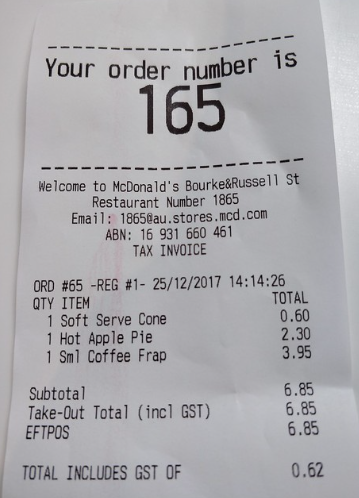 Your order number is
165
Welcome to McDonald's Bourke&Russell St
Restaurant Number 1865
Email: 1865@au.stores.mcd.com
ABN: 16 931 660 461
TAX INVOICE
ORD #65 -REG #1- 25/12/2017 14:14:26
QTY ITEM TOTAL
1 Soft Serve Cone 0.60
1 Hot Apple Pie 2.30
1 Sml Coffee Frap 3.95
Subtotal 6.85
Take-Out Total (incl GST) 6.85
EFTPOS 6.85
TOTAL INCLUDES GST OF 0.62